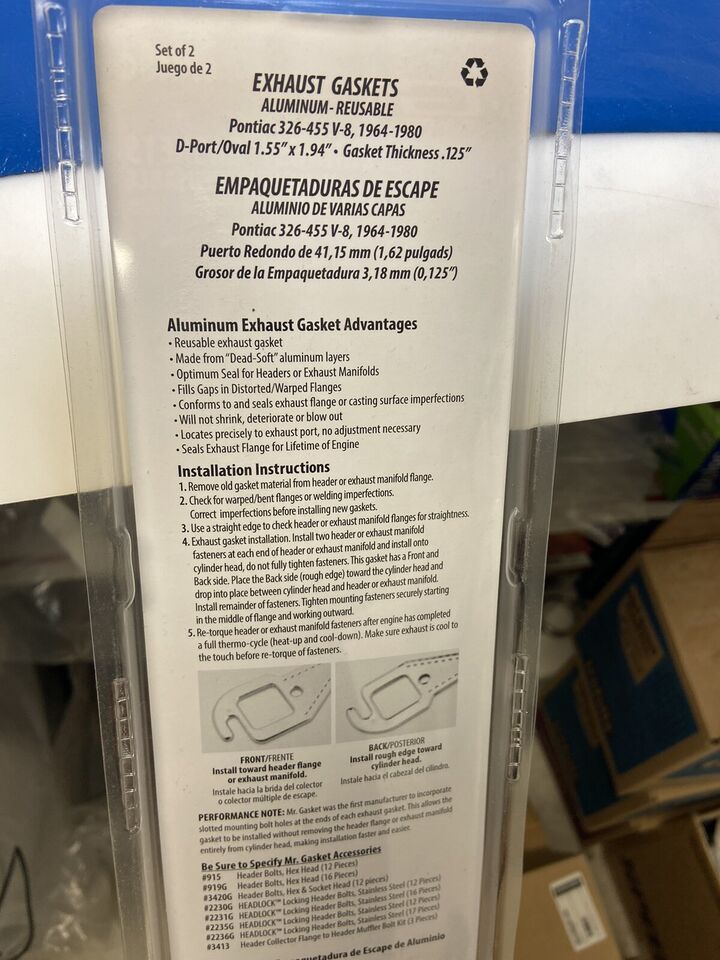 Set of 2
Juego de 2
EXHAUST GASKETS
ALUMINUM- REUSABLE
Pontiac 326-455 V-8, 1964-1980
D-Port/Oval 1.55” x 1.94” • Gasket Thickness .125”
EMPAQUETADURAS DE ESCAPE
ALUMINIO DE VARIAS CAPAS
Pontiac 326-455 V-8, 1964-1980
Puerto Redondo de 41,15 mm (1,62 pulgads)
Grosor de la Empaquetadura 3,18 mm (0,125”)
Aluminum Exhaust Gasket Advantages
• Reusable exhaust gasket
• Made from “Dead-Soft” aluminum layers
• Optimum Seal for Headers or Exhaust Manifolds
• Fills Gaps in Distorted/Warped Flanges
• Conforms to and seals exhaust flange or casting surface imperfections
• Will not shrink, deteriorate or blow out
• Locates precisely to exhaust port, no adjustment necessary
• Seals Exhaust Flange for Lifetime of Engine
Installation Instructions
1. Remove old gasket material from header or exhaust manifold flange.
2. Check for warped/bent flanges or welding imperfections.
Correct imperfections before installing new gaskets.
3. Use a straight edge to check header or exhaust manifold flanges for straightness.
4. Exhaust gasket installation. Install two header or exhaust manifold
fasteners at each end of header or exhaust manifold and install onto
cylinder head, do not fully tighten fasteners. This gasket has a Front and
Back side. Place the Back side (rough edge) toward the cylinder head and
drop into place between cylinder head and header or exhaust manifold.
Install remainder of fasteners. Tighten mounting fasteners securely starting
in the middle of flange and working outward.
5. Re-torque header or exhaust manifold fasteners after engine has completed
a full thermo-cycle (heat-up and cool-down). Make sure exhaust is cool to
the touch before re-torque of fasteners.
FRONT/FRENTE
Install toward header flange
or exhaust manifold.
Instale hacia la brida del colector
o colector múltiple de escape.
BACK/POSTERIOR
Install rough edge toward
cylinder head.
Instale hacia el cabezal del cilindro.
PERFORMANCE NOTE: Mr. Gasket was the first manufacturer to incorporate
slotted mounting bolt holes at the ends of each exhaust gasket. This allows the
gasket to be installed without removing the header flange or exhaust manifold
entirely from cylinder head, making installation faster and easier.
Be Sure to Specify Mr. Gasket Accessories
#915 Header Bolts, Hex Head (12 Pieces)
#919G Header Bolts, Hex Head (16 Pieces)
#3420G Header Bolts, Hex & Socket Head (12 pieces)
#2230G HEADLOCK™ Locking Header Bolts, Stainless Steel (12 Pieces)
#2231G HEADLOCK™ Locking Header Bolts, Stainless Steel (16 Pieces)
#2235G HEADLOCK™ Locking Header Bolts, Stainless Steel (12 Pieces)
#2236G HEADLOCK™ Locking Header Bolts, Stainless Steel (17 Pieces)
#3413 Header Collector Flange to Header Muffler Bolt Kit (3 Pieces)
de Escape de Aluminio